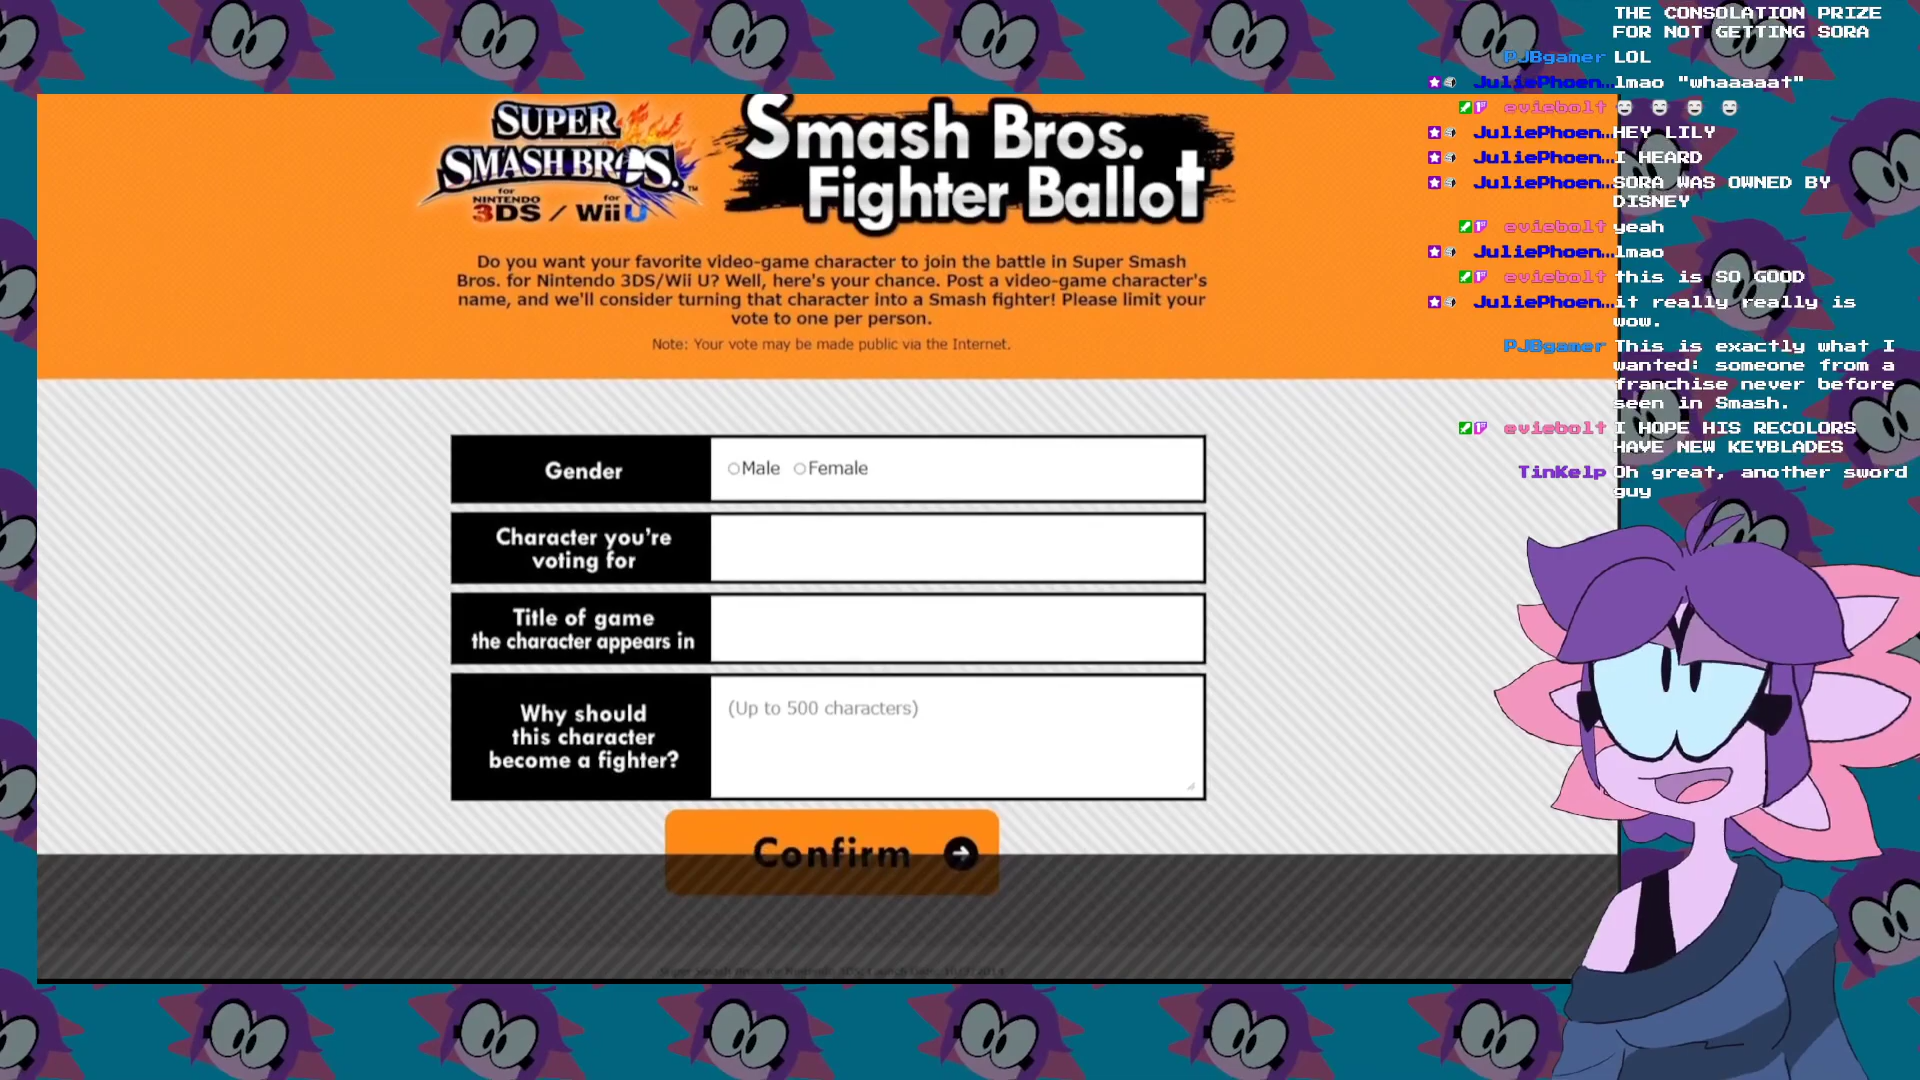 SUPER
SMASH BROS.
for
NINTENDO
3DS / for
Wii U
TM
Smash Bros.
Fighter Ballot
Do you want your favorite video-game character to join the battle in Super Smash
Bros. for Nintendo 3DS/Wii U? Well, here's your chance. Post a video-game character's
name, and we'll consider turning that character into a Smash fighter! Please limit your
vote to one per person.
Note: Your vote may be made public via the Internet.
Gender
Male Female
Character you're
voting for
Title of game
the character appears in
Why should
this character
become a fighter?
(Up to 500 characters)
Confirm
THE CONSOLATION PRIZE
FOR NOT GETTING SORA
PJBgamer LOL
JuliePhoen... lmao "whaaaaat"
eviebolt
JuliePhoen... HEY LILY
JuliePhoen... I HEARD
JuliePhoen... SORA WAS OWNED BY
DISNEY
eviebolt yeah
JuliePhoen... lmao
eviebolt this is SO GOOD
JuliePhoen... it really really is
wow.
PJBgamer This is exactly what I
wanted: someone from a
franchise never before
seen in Smash.
eviebolt I HOPE HIS RECOLORS
HAVE NEW KEYBLADES
TinKelp Oh great, another sword
guy